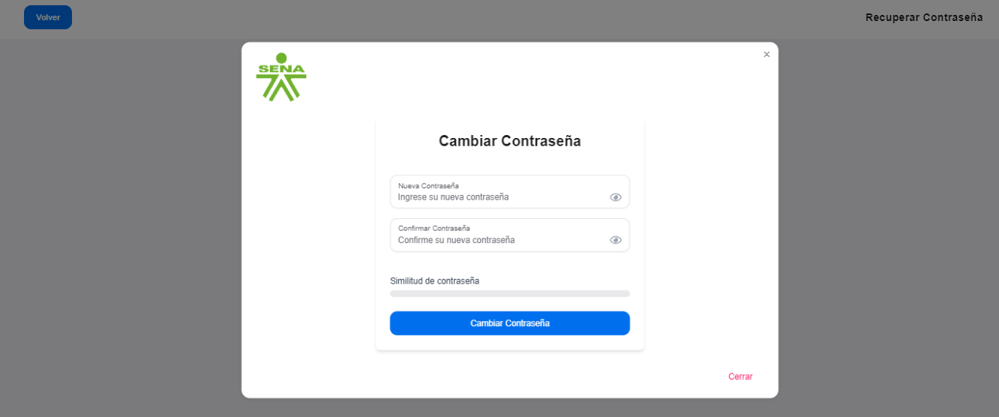 Volver
Recuperar Contraseña
SENA
Cambiar Contraseña
Nueva Contraseña
Ingrese su nueva contraseña
Confirmar Contraseña
Confirme su nueva contraseña
Similitud de contraseña
Cambiar Contraseña
Cerrar